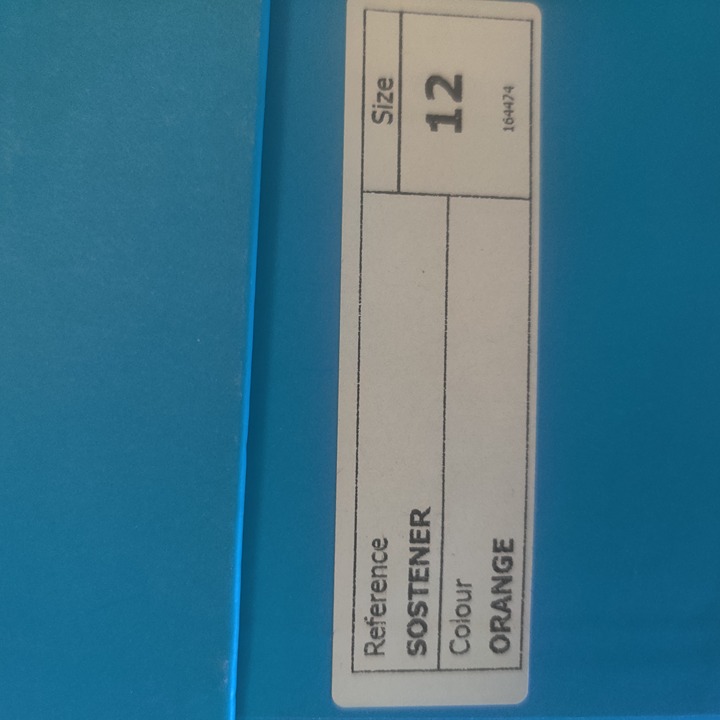 Reference
SOSTENER
Colour
ORANGE
Size
12
164474